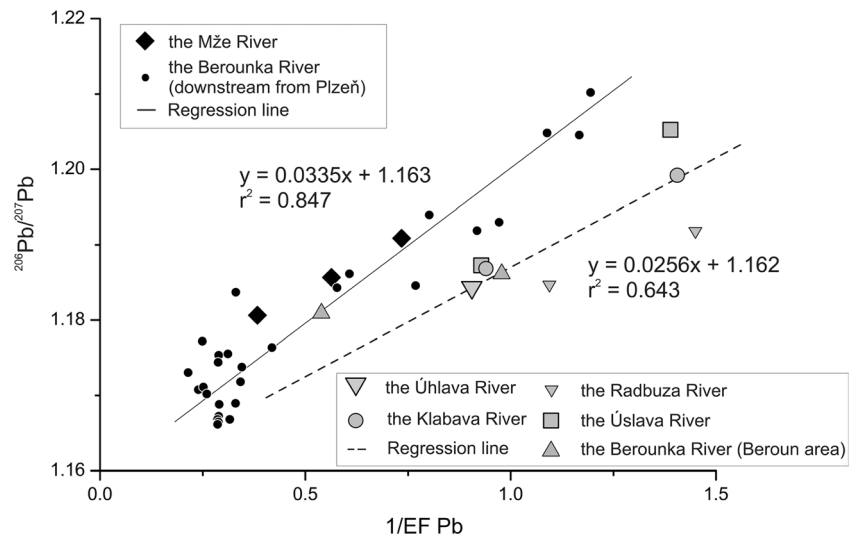 1.22
1.20
1.18
1.16
²⁰⁶Pb/²⁰⁷Pb
the Mže River
the Berounka River
(downstream from Plzeň)
Regression line
y = 0.0335x + 1.163
r² = 0.847
y = 0.0256x + 1.162
r² = 0.643
the Úhlava River
the Radbuza River
the Klabava River
the Úslava River
Regression line
the Berounka River (Beroun area)
0.0
0.5
1.0
1.5
1/EF Pb